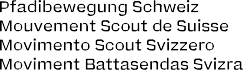 Pfadibewegung Schweiz
Mouvement Scout de Suisse
Movimento Scout Svizzero
Moviment Battasendas Svizra